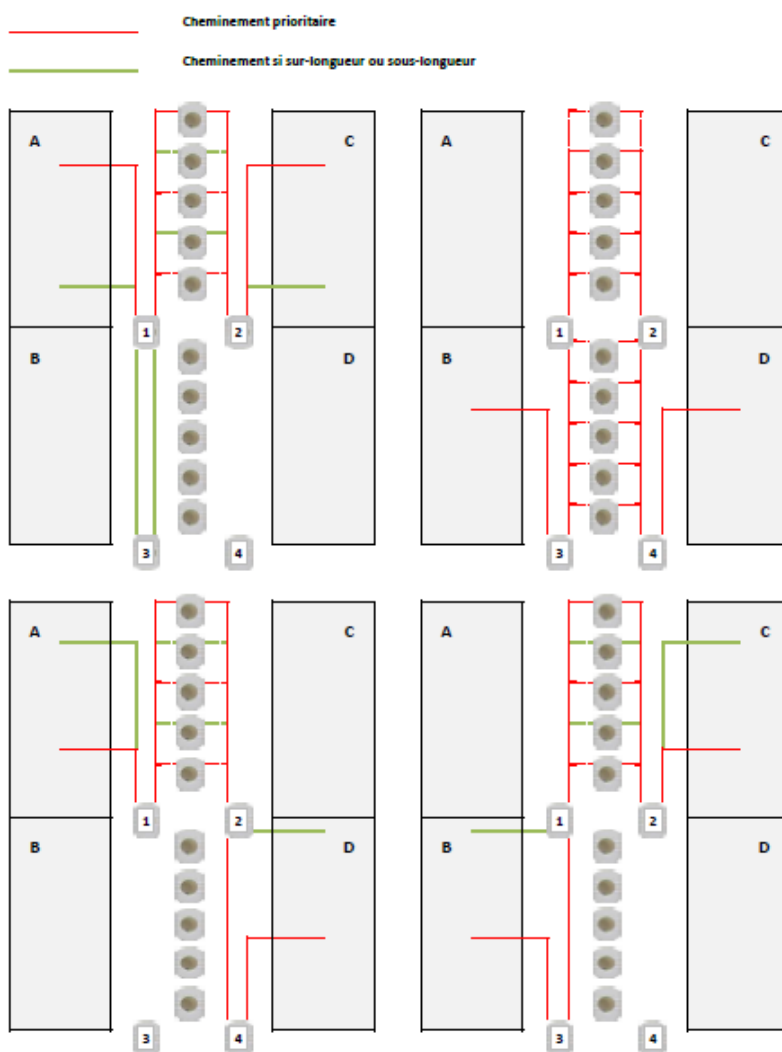 Cheminement prioritaire
Cheminement si sur-longueur ou sous-longueur
A C A C
1 2 1 2
B D B D
3 4 3 4
A C A C
1 2 1 2
B D B D
3 4 3 4